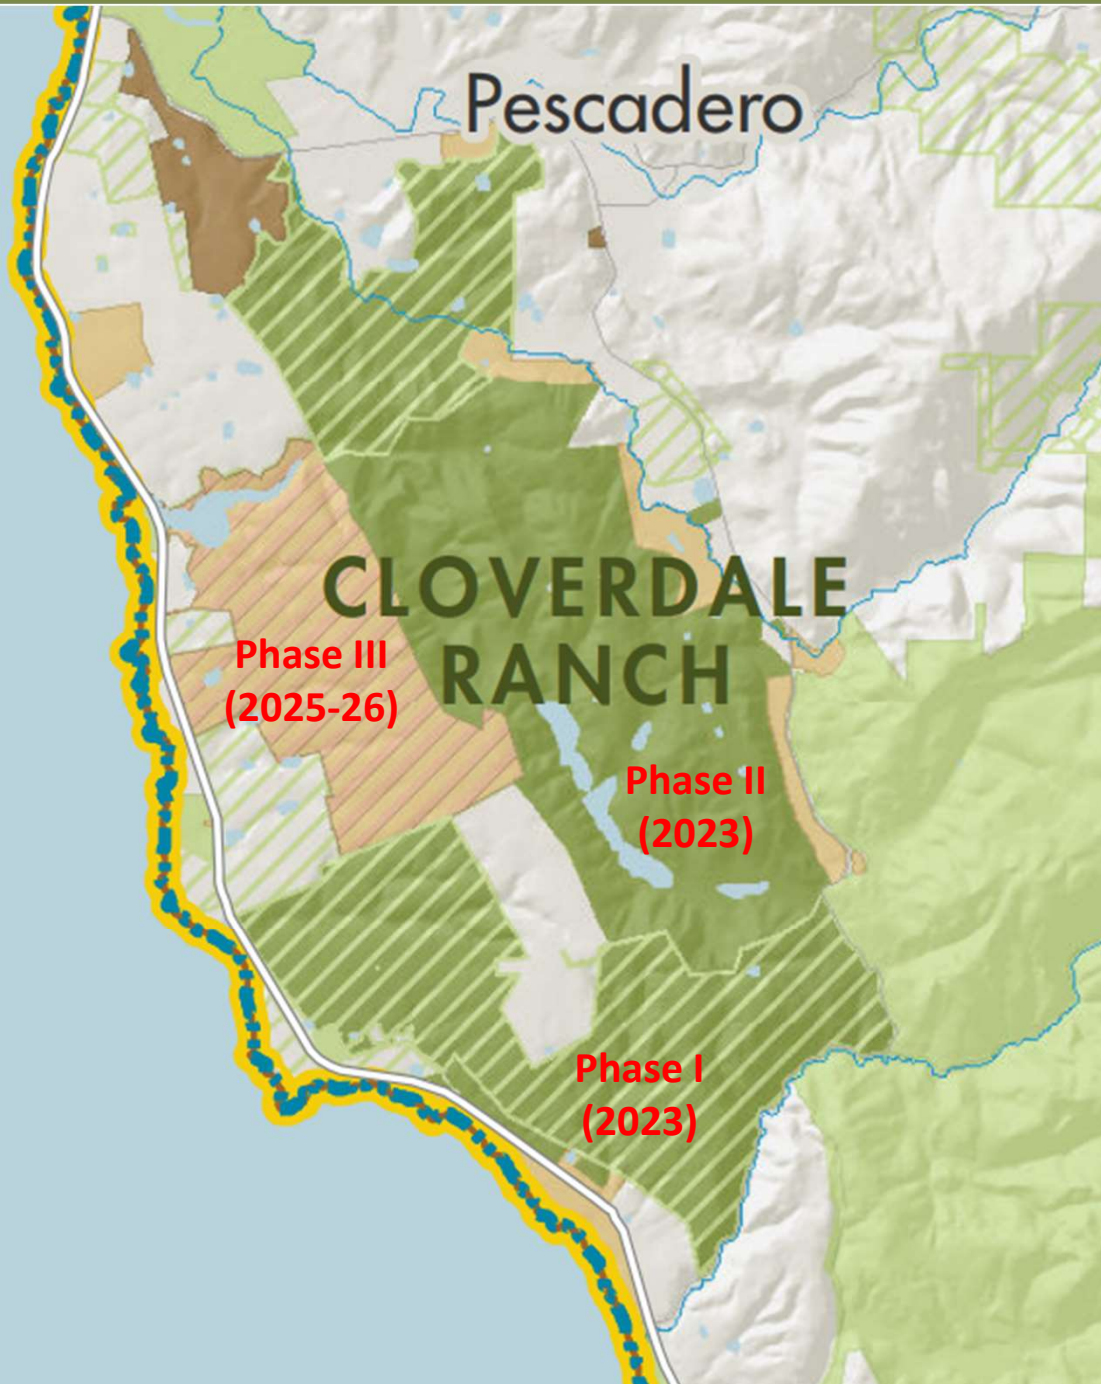 Pescadero
CLOVERDALE
RANCH
Phase III
(2025-26)
Phase II
(2023)
Phase I
(2023)